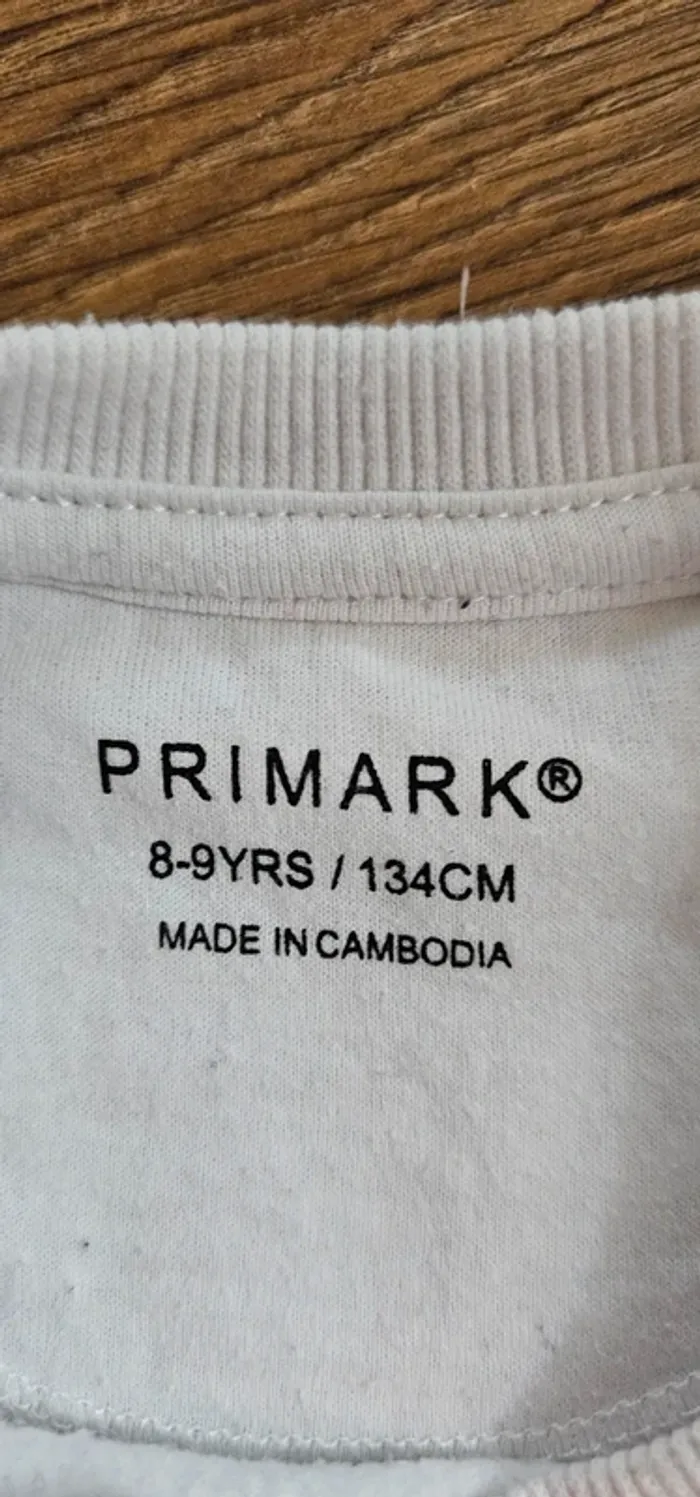 PRIMARK®
8-9YRS / 134CM
MADE IN CAMBODIA